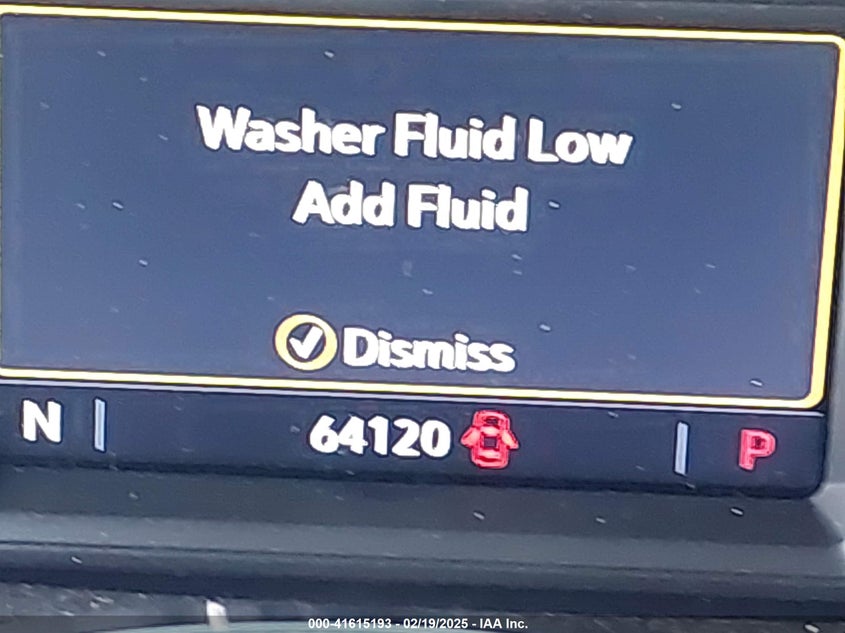 Washer Fluid Low
Add Fluid
Dismiss
N 64120 P
000-41615193 - 02/19/2025 - IAA Inc.